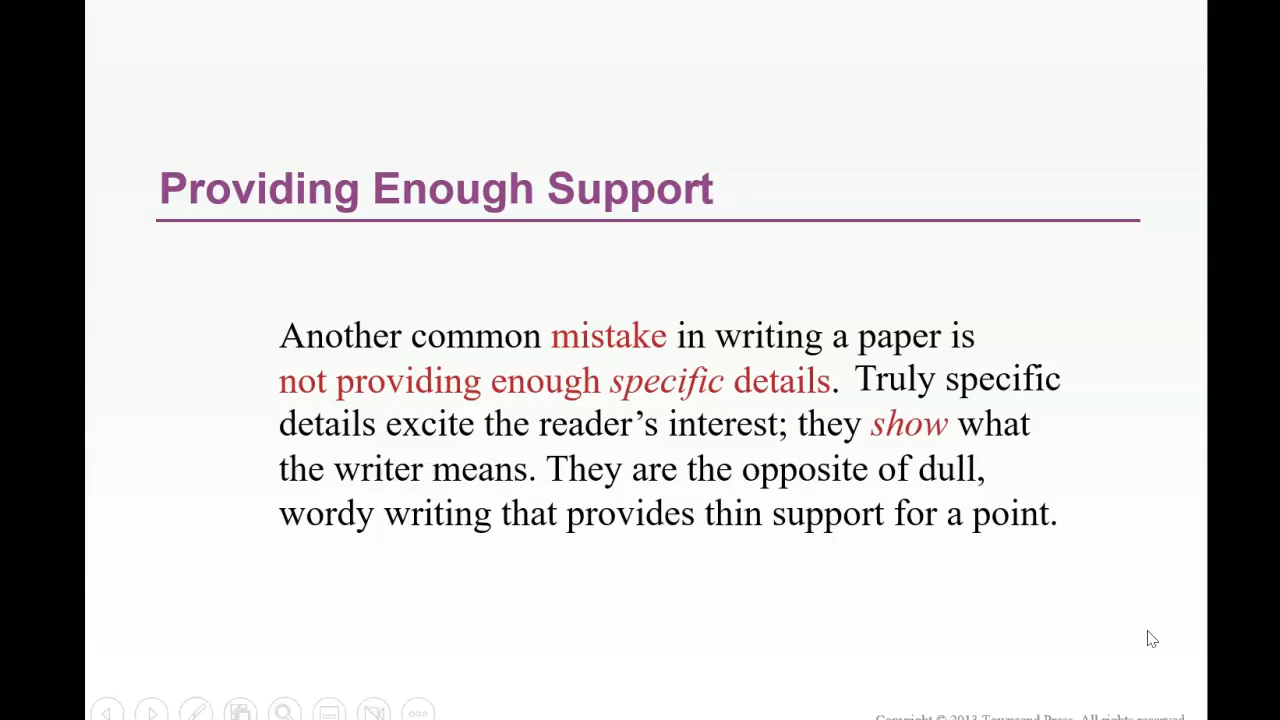 Providing Enough Support
Another common mistake in writing a paper is
not providing enough specific details. Truly specific
details excite the reader’s interest; they show what
the writer means. They are the opposite of dull,
wordy writing that provides thin support for a point.
Copyright © 2013 Townsend Press. All rights reserved.